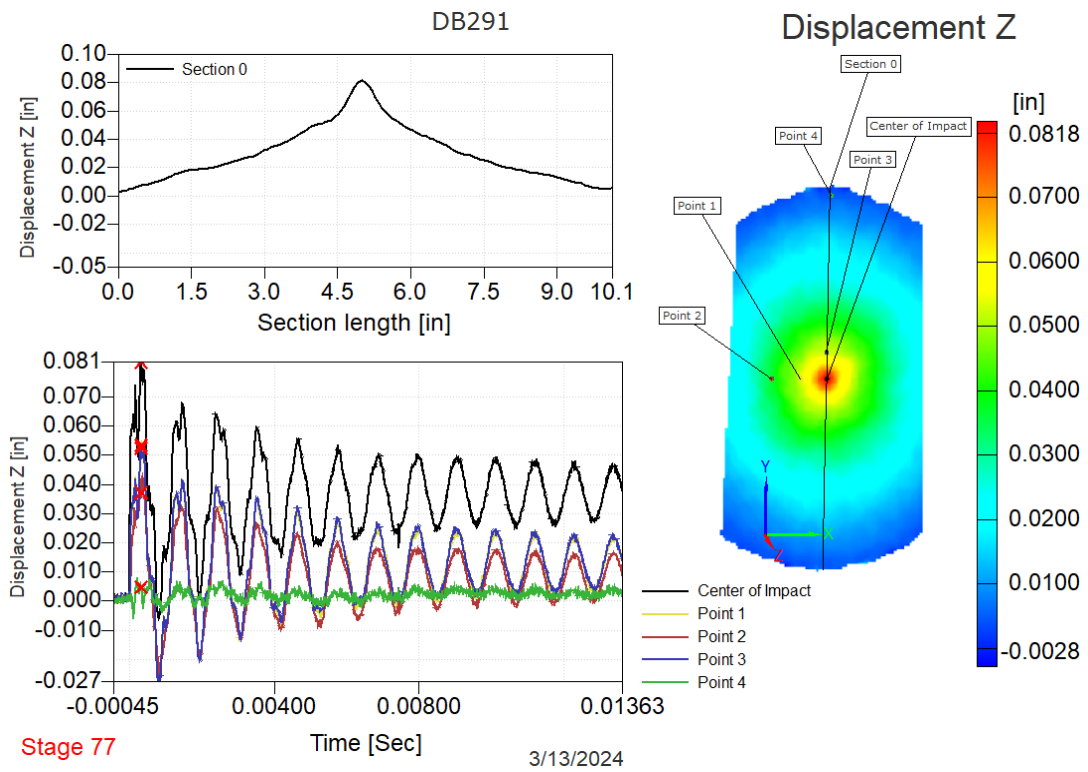 DB291
Displacement Z
0.10
0.08
0.06
0.04
0.02
0.00
-0.02
-0.05
Displacement Z [in]
Section 0
0.0 1.5 3.0 4.5 6.0 7.5 9.0 10.1
Section length [in]
0.081
0.070
0.060
0.050
0.040
0.030
0.020
0.010
0.000
-0.010
-0.027
Displacement Z [in]
-0.00045 0.00400 0.00800 0.01363
Time [Sec]
Stage 77
3/13/2024
Center of Impact
Point 1
Point 2
Point 3
Point 4
Section 0
Point 4
Center of Impact
Point 3
Point 1
Point 2
Y
X
Z
[in]
0.0818
0.0700
0.0600
0.0500
0.0400
0.0300
0.0200
0.0100
-0.0028